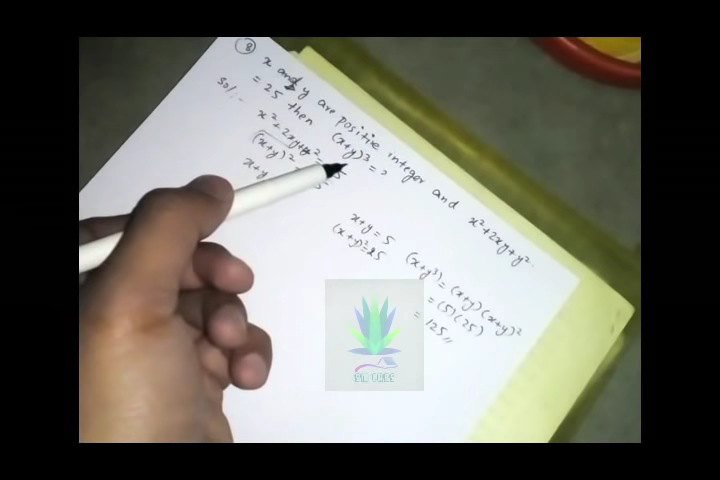 8
x and y are positive integer and x²+2xy+y²
= 25 then (x+y)³ = ?
Sol:-
x²+2xy+y² =
(x+y)² =
x+y
x+y = 5
(x+y)² = 25
(x+y³) = (x+y) (x+y)²
= (5) (25)
= 125 //